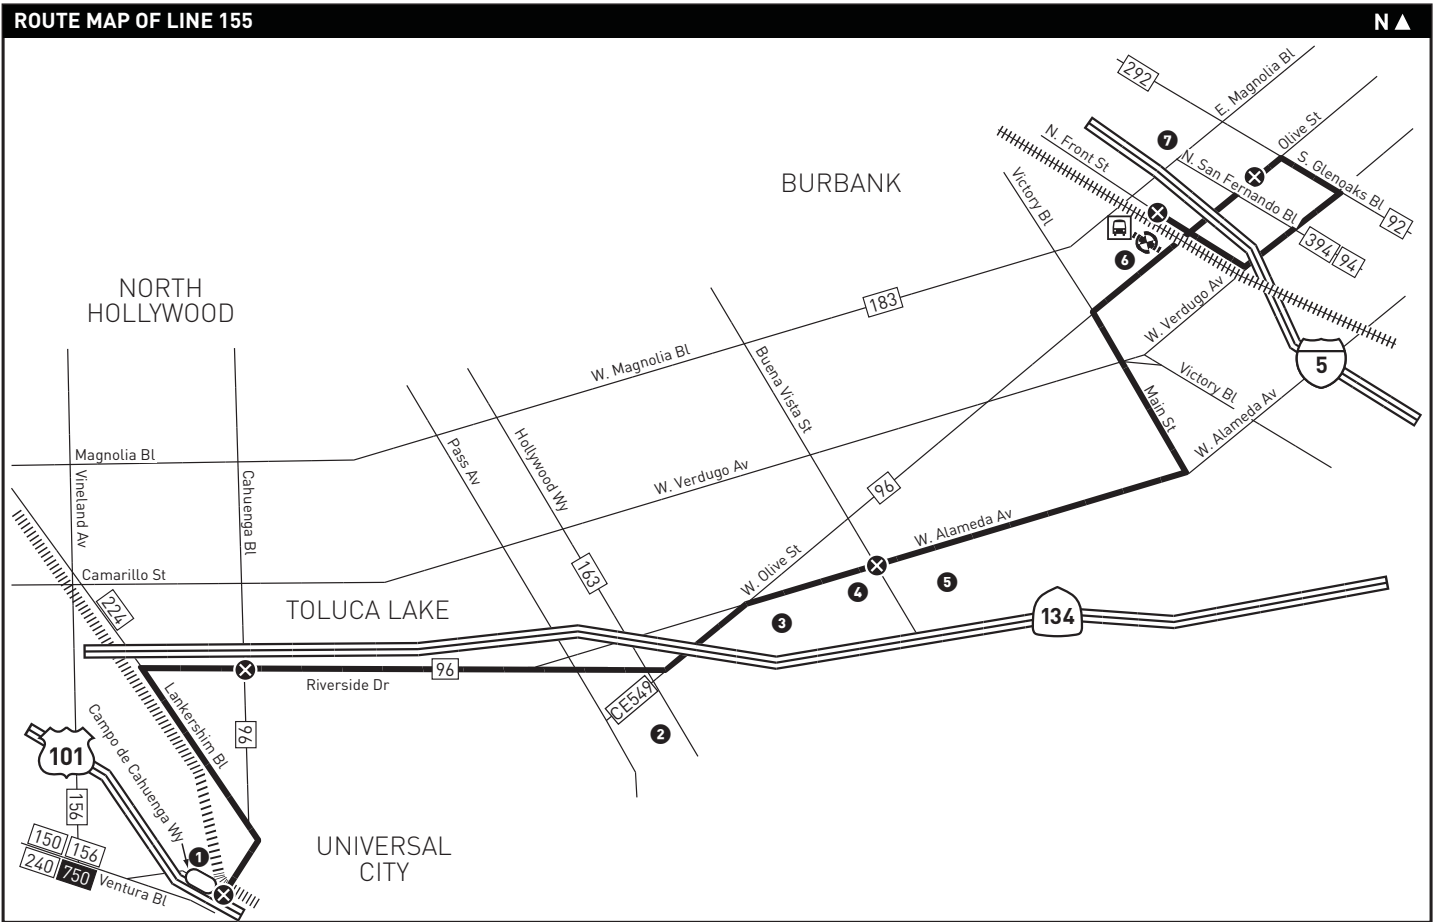 ROUTE MAP OF LINE 155
N
292
E. Magnolia Bl
Olive St
N. Front St
7
N. San Fernando Bl
S. Glenoaks Bl
BURBANK
Victory Bl
92
394
94
6
NORTH
HOLLYWOOD
183
W. Verdugo Av
W. Magnolia Bl
Buena Vista St
5
Victory Bl
Main St
W. Alameda Av
Magnolia Bl
Pass Av
Hollywood Wy
Vineland Av
Cahuenga Bl
W. Verdugo Av
96
W. Alameda Av
Camarillo St
163
W. Olive St
224
TOLUCA LAKE
4
5
3
134
96
Riverside Dr
CE549
Lankershim Bl
Campo de Cahuenga Wy
96
2
101
156
150
156
240
750
Ventura Bl
1
UNIVERSAL
CITY